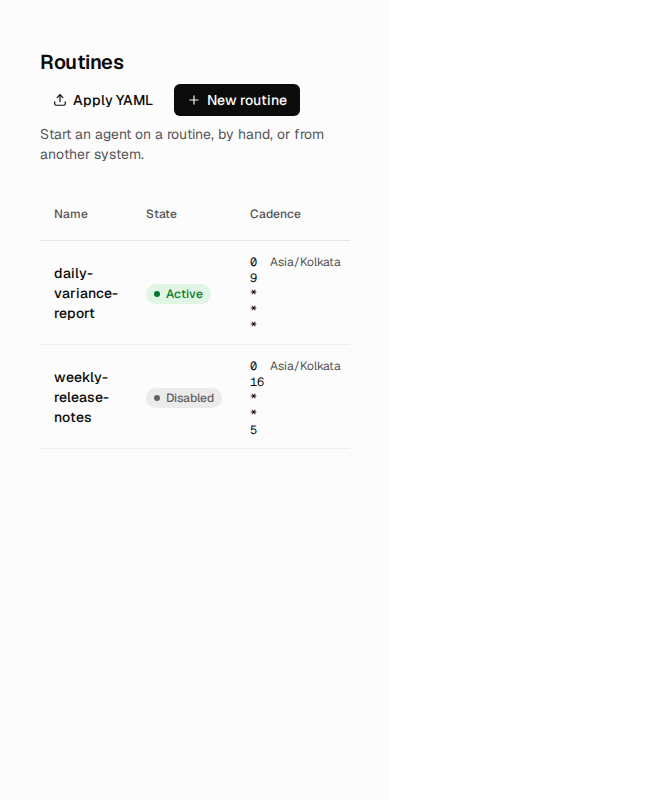 Routines
Apply YAML
New routine
Start an agent on a routine, by hand, or from
another system.
Name State Cadence
daily-
variance-
report
Active
0 Asia/Kolkata
9
*
*
*
weekly-
release-
notes
Disabled
0 Asia/Kolkata
16
*
*
5